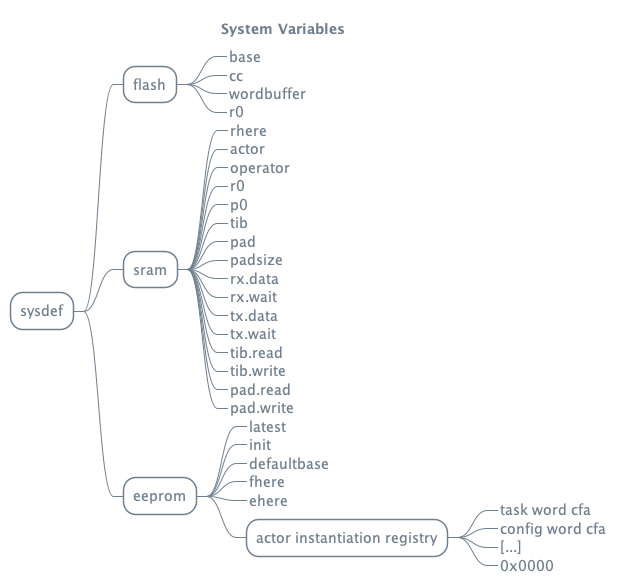 System Variables
sysdef
flash
base
cc
wordbuffer
r0
sram
rhere
actor
operator
r0
p0
tib
pad
padsize
rx.data
rx.wait
tx.data
tx.wait
tib.read
tib.write
pad.read
pad.write
eeprom
latest
init
defaultbase
fhere
ehere
actor instantiation registry
task word cfa
config word cfa
[...]
0x0000